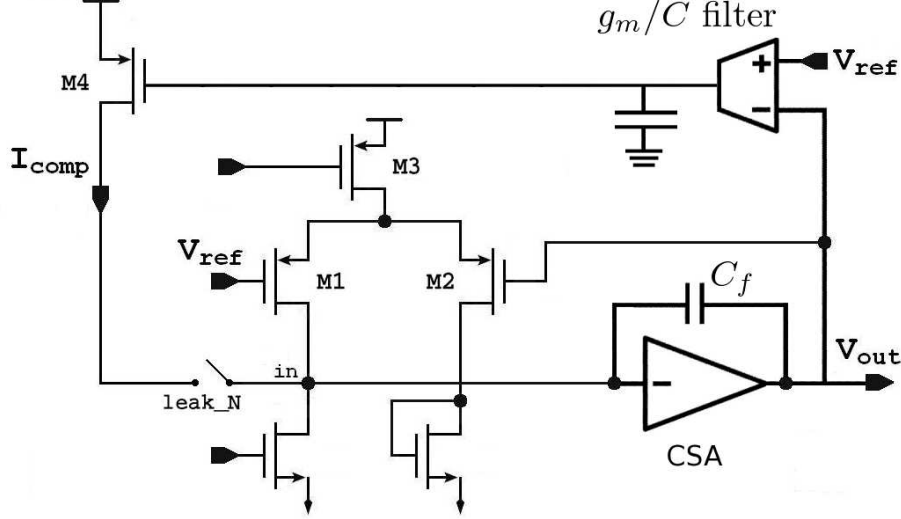 g_m/C filter
+
V_ref
M4
−
I_comp
M3
V_ref
M1
M2
C_f
V_out
in
leak_N
−
CSA